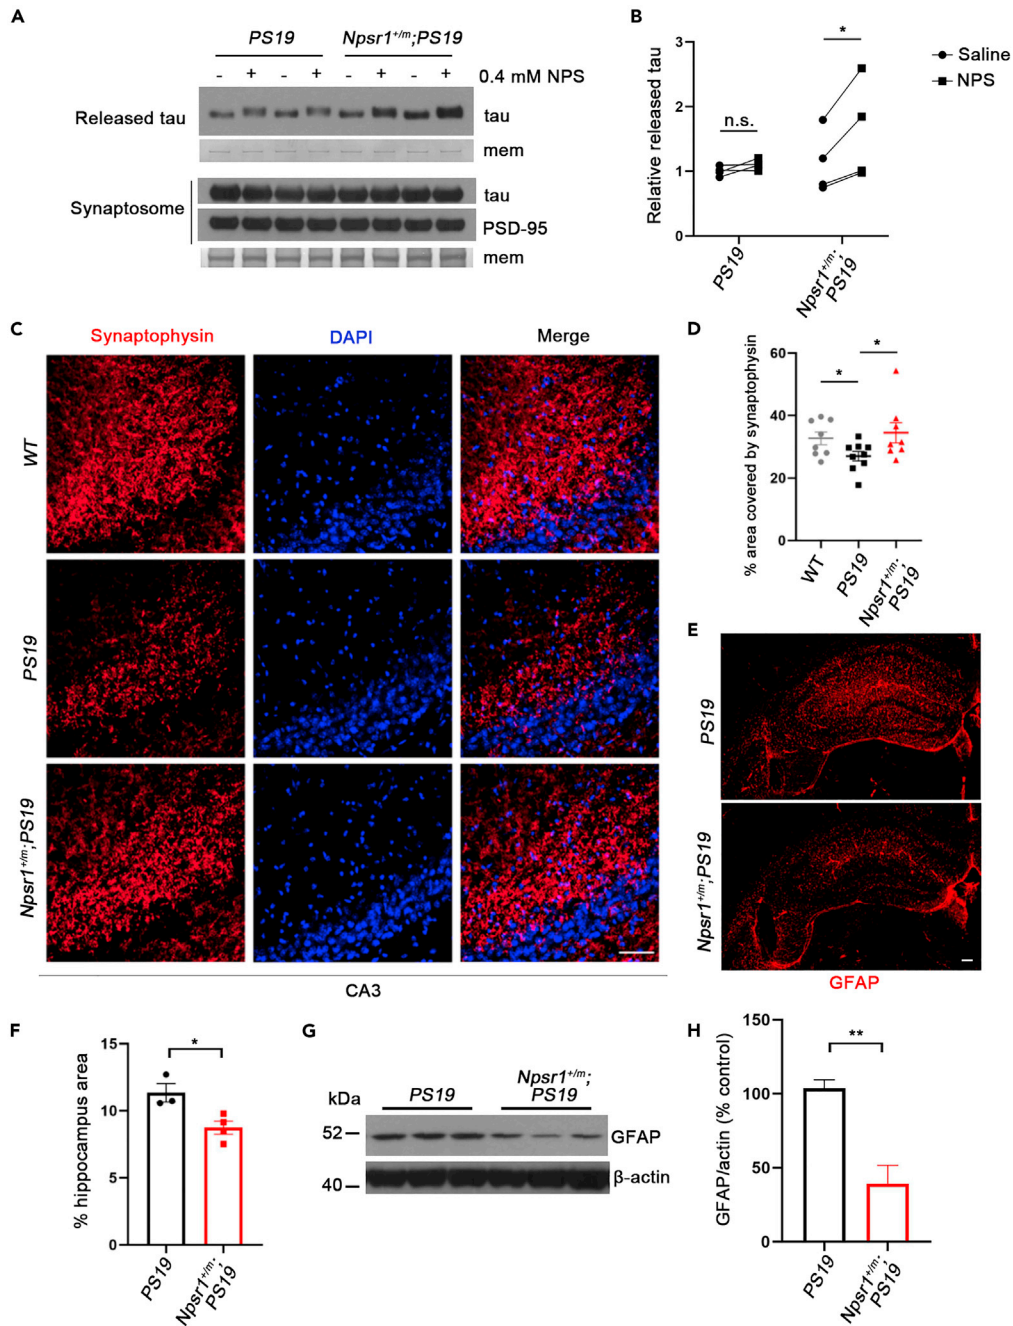 A
PS19
Npsr1+/m;PS19
- + - + - + - +
0.4 mM NPS
Released tau
tau
mem
Synaptosome
tau
PSD-95
mem
B
Relative released tau
3
2
1
0
n.s.
*
Saline
NPS
PS19
Npsr1+/m;
PS19
C
Synaptophysin
DAPI
Merge
WT
PS19
Npsr1+/m;PS19
CA3
D
% area covered by synaptophysin
60
40
20
0
*
*
WT
PS19
Npsr1+/m;
PS19
E
PS19
Npsr1+/m;PS19
GFAP
F
% hippocampus area
15
10
5
0
*
PS19
Npsr1+/m;
PS19
G
kDa
PS19
Npsr1+/m;
PS19
52
GFAP
40
β-actin
H
GFAP/actin (% control)
150
100
50
0
**
PS19
Npsr1+/m;
PS19